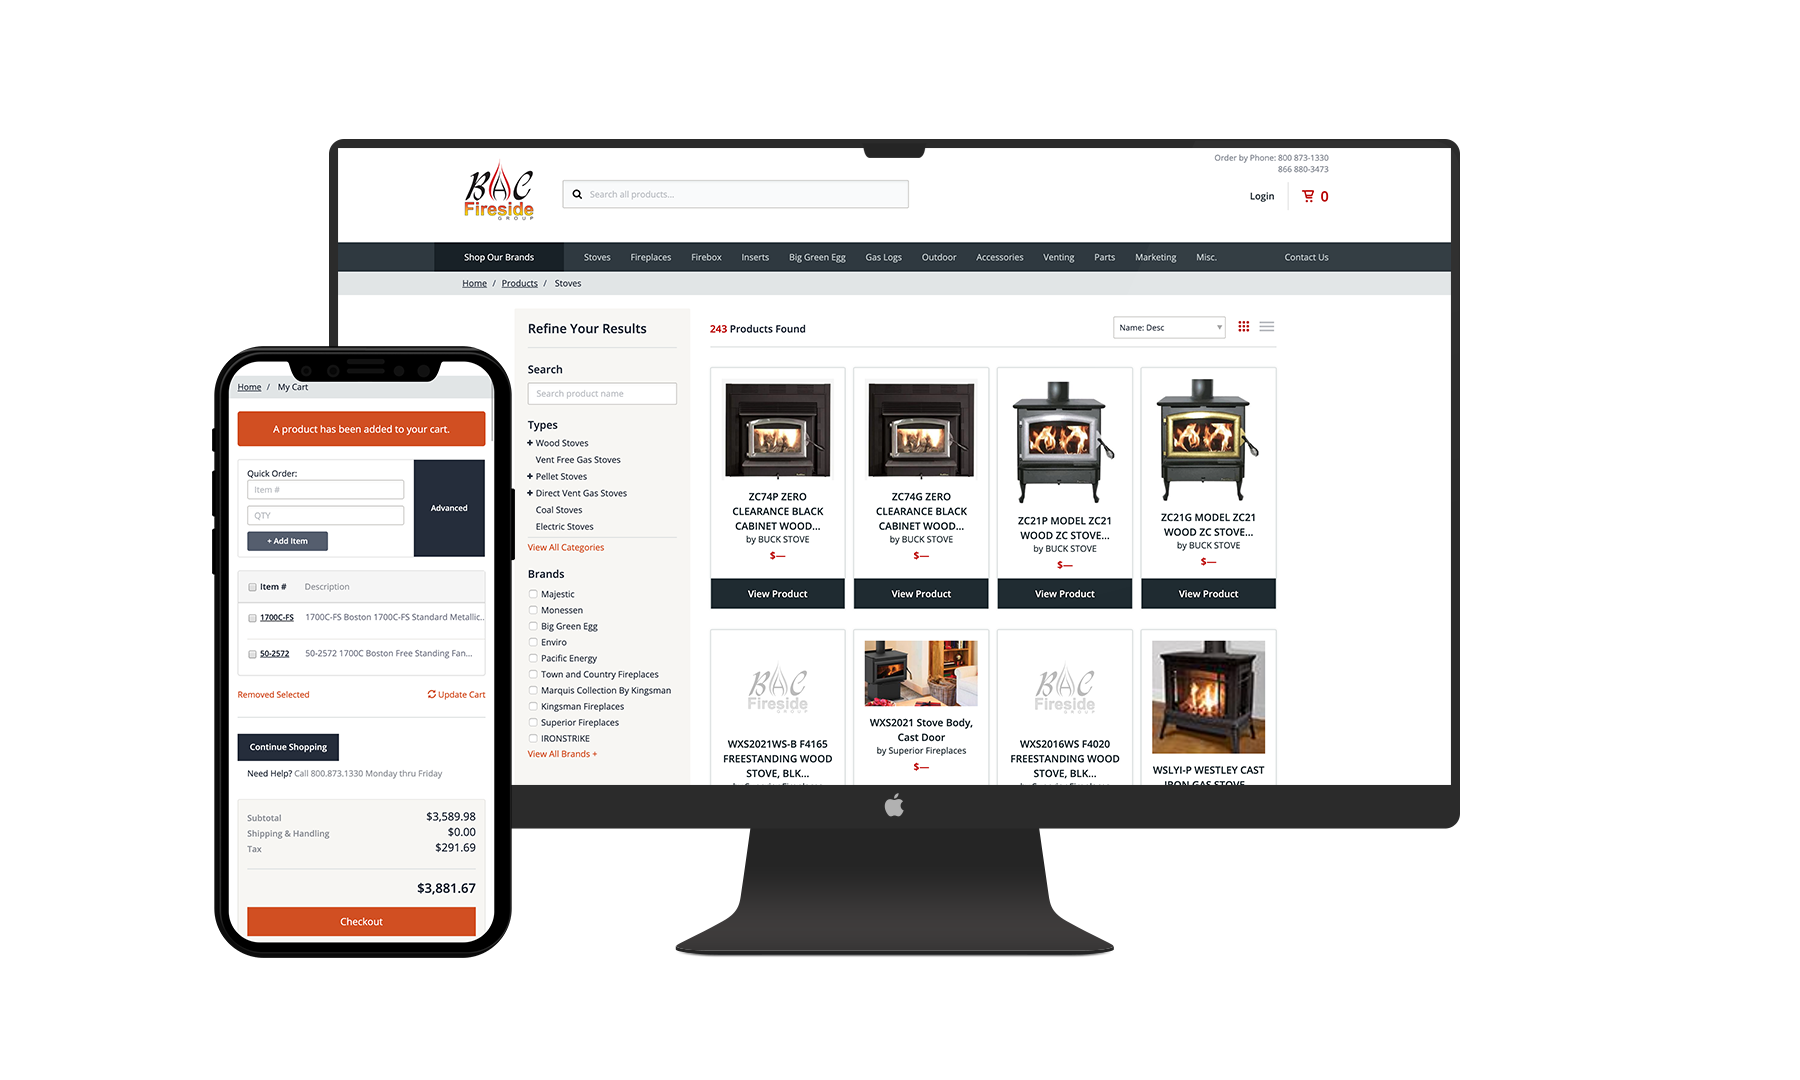 BAC
Fireside
GROUP
Search all products...
Order by Phone: 800 873-1330
866 880-3473
Login
0
Shop Our Brands
Stoves
Fireplaces
Firebox
Inserts
Big Green Egg
Gas Logs
Outdoor
Accessories
Venting
Parts
Marketing
Misc.
Contact Us
Home / Products / Stoves
Refine Your Results
Search
Search product name
Types
+ Wood Stoves
Vent Free Gas Stoves
+ Pellet Stoves
+ Direct Vent Gas Stoves
Coal Stoves
Electric Stoves
View All Categories
Brands
Majestic
Monessen
Big Green Egg
Enviro
Pacific Energy
Town and Country Fireplaces
Marquis Collection By Kingsman
Kingsman Fireplaces
Superior Fireplaces
IRONSTRIKE
View All Brands +
243 Products Found
Name: Desc
ZC74P ZERO
CLEARANCE BLACK
CABINET WOOD...
by BUCK STOVE
$—
View Product
ZC74G ZERO
CLEARANCE BLACK
CABINET WOOD...
by BUCK STOVE
$—
View Product
ZC21P MODEL ZC21
WOOD ZC STOVE...
by BUCK STOVE
$—
View Product
ZC21G MODEL ZC21
WOOD ZC STOVE...
by BUCK STOVE
$—
View Product
BAC
Fireside
GROUP
WXS2021WS-B F4165
FREESTANDING WOOD
STOVE, BLK...
by Superior Fireplaces
WXS2021 Stove Body,
Cast Door
by Superior Fireplaces
$—
BAC
Fireside
GROUP
WXS2016WS F4020
FREESTANDING WOOD
STOVE, BLK...
by Superior Fireplaces
WSLYI-P WESTLEY CAST
IRON GAS STOVE
Home / My Cart
A product has been added to your cart.
Quick Order:
Item #
QTY
+ Add Item
Advanced
Item # Description
1700C-FS 1700C-FS Boston 1700C-FS Standard Metallic..
50-2572 50-2572 1700C Boston Free Standing Fan...
Removed Selected
Update Cart
Continue Shopping
Need Help? Call 800.873.1330 Monday thru Friday
Subtotal $3,589.98
Shipping & Handling $0.00
Tax $291.69
$3,881.67
Checkout